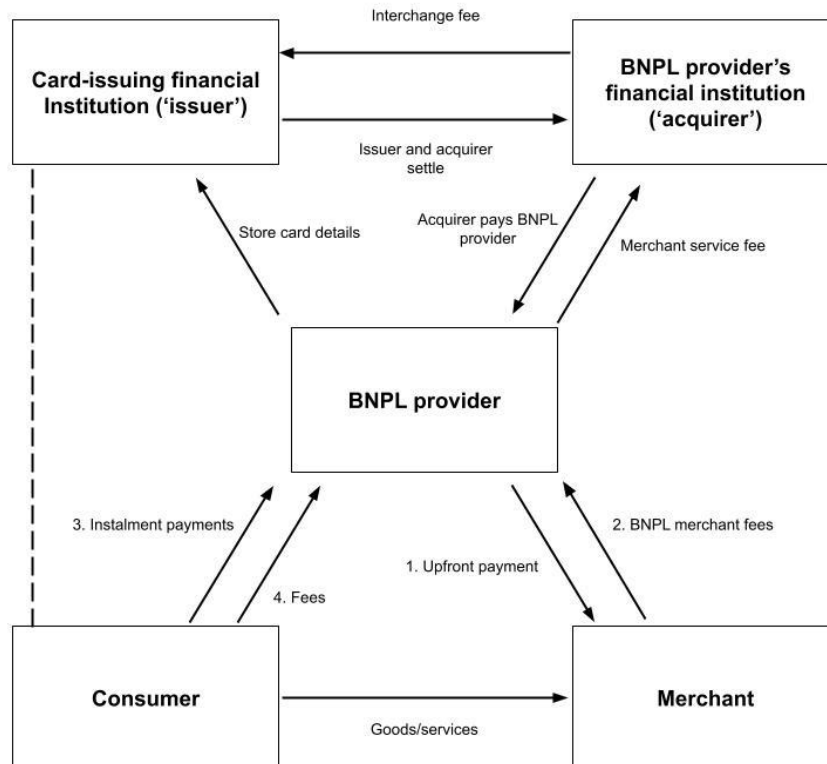 Interchange fee
Card-issuing financial
Institution (‘issuer’)
BNPL provider’s
financial institution
(‘acquirer’)
Issuer and acquirer
settle
Store card details
Acquirer pays BNPL
provider
Merchant service fee
BNPL provider
3. Instalment payments
2. BNPL merchant fees
1. Upfront payment
4. Fees
Consumer
Merchant
Goods/services